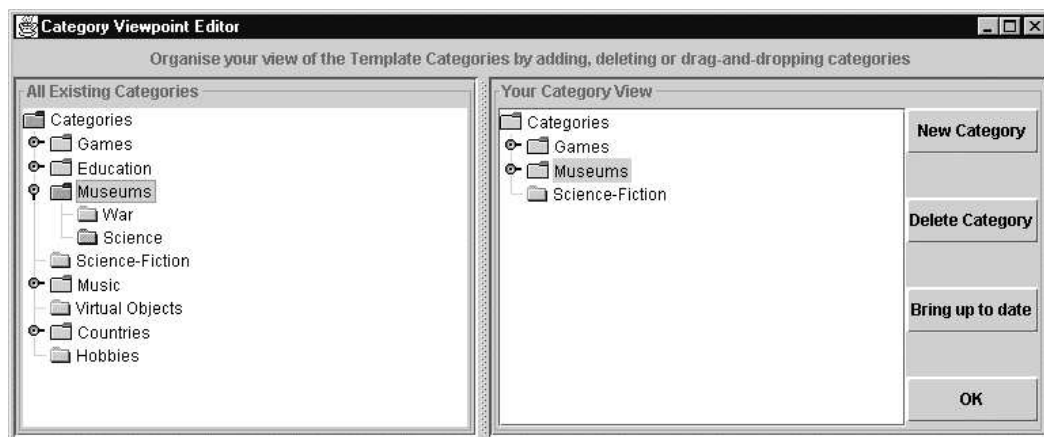 Category Viewpoint Editor
Organise your view of the Template Categories by adding, deleting or drag-and-dropping categories
All Existing Categories
Categories
Games
Education
Museums
War
Science
Science-Fiction
Music
Virtual Objects
Countries
Hobbies
Your Category View
Categories
Games
Museums
Science-Fiction
New Category
Delete Category
Bring up to date
OK